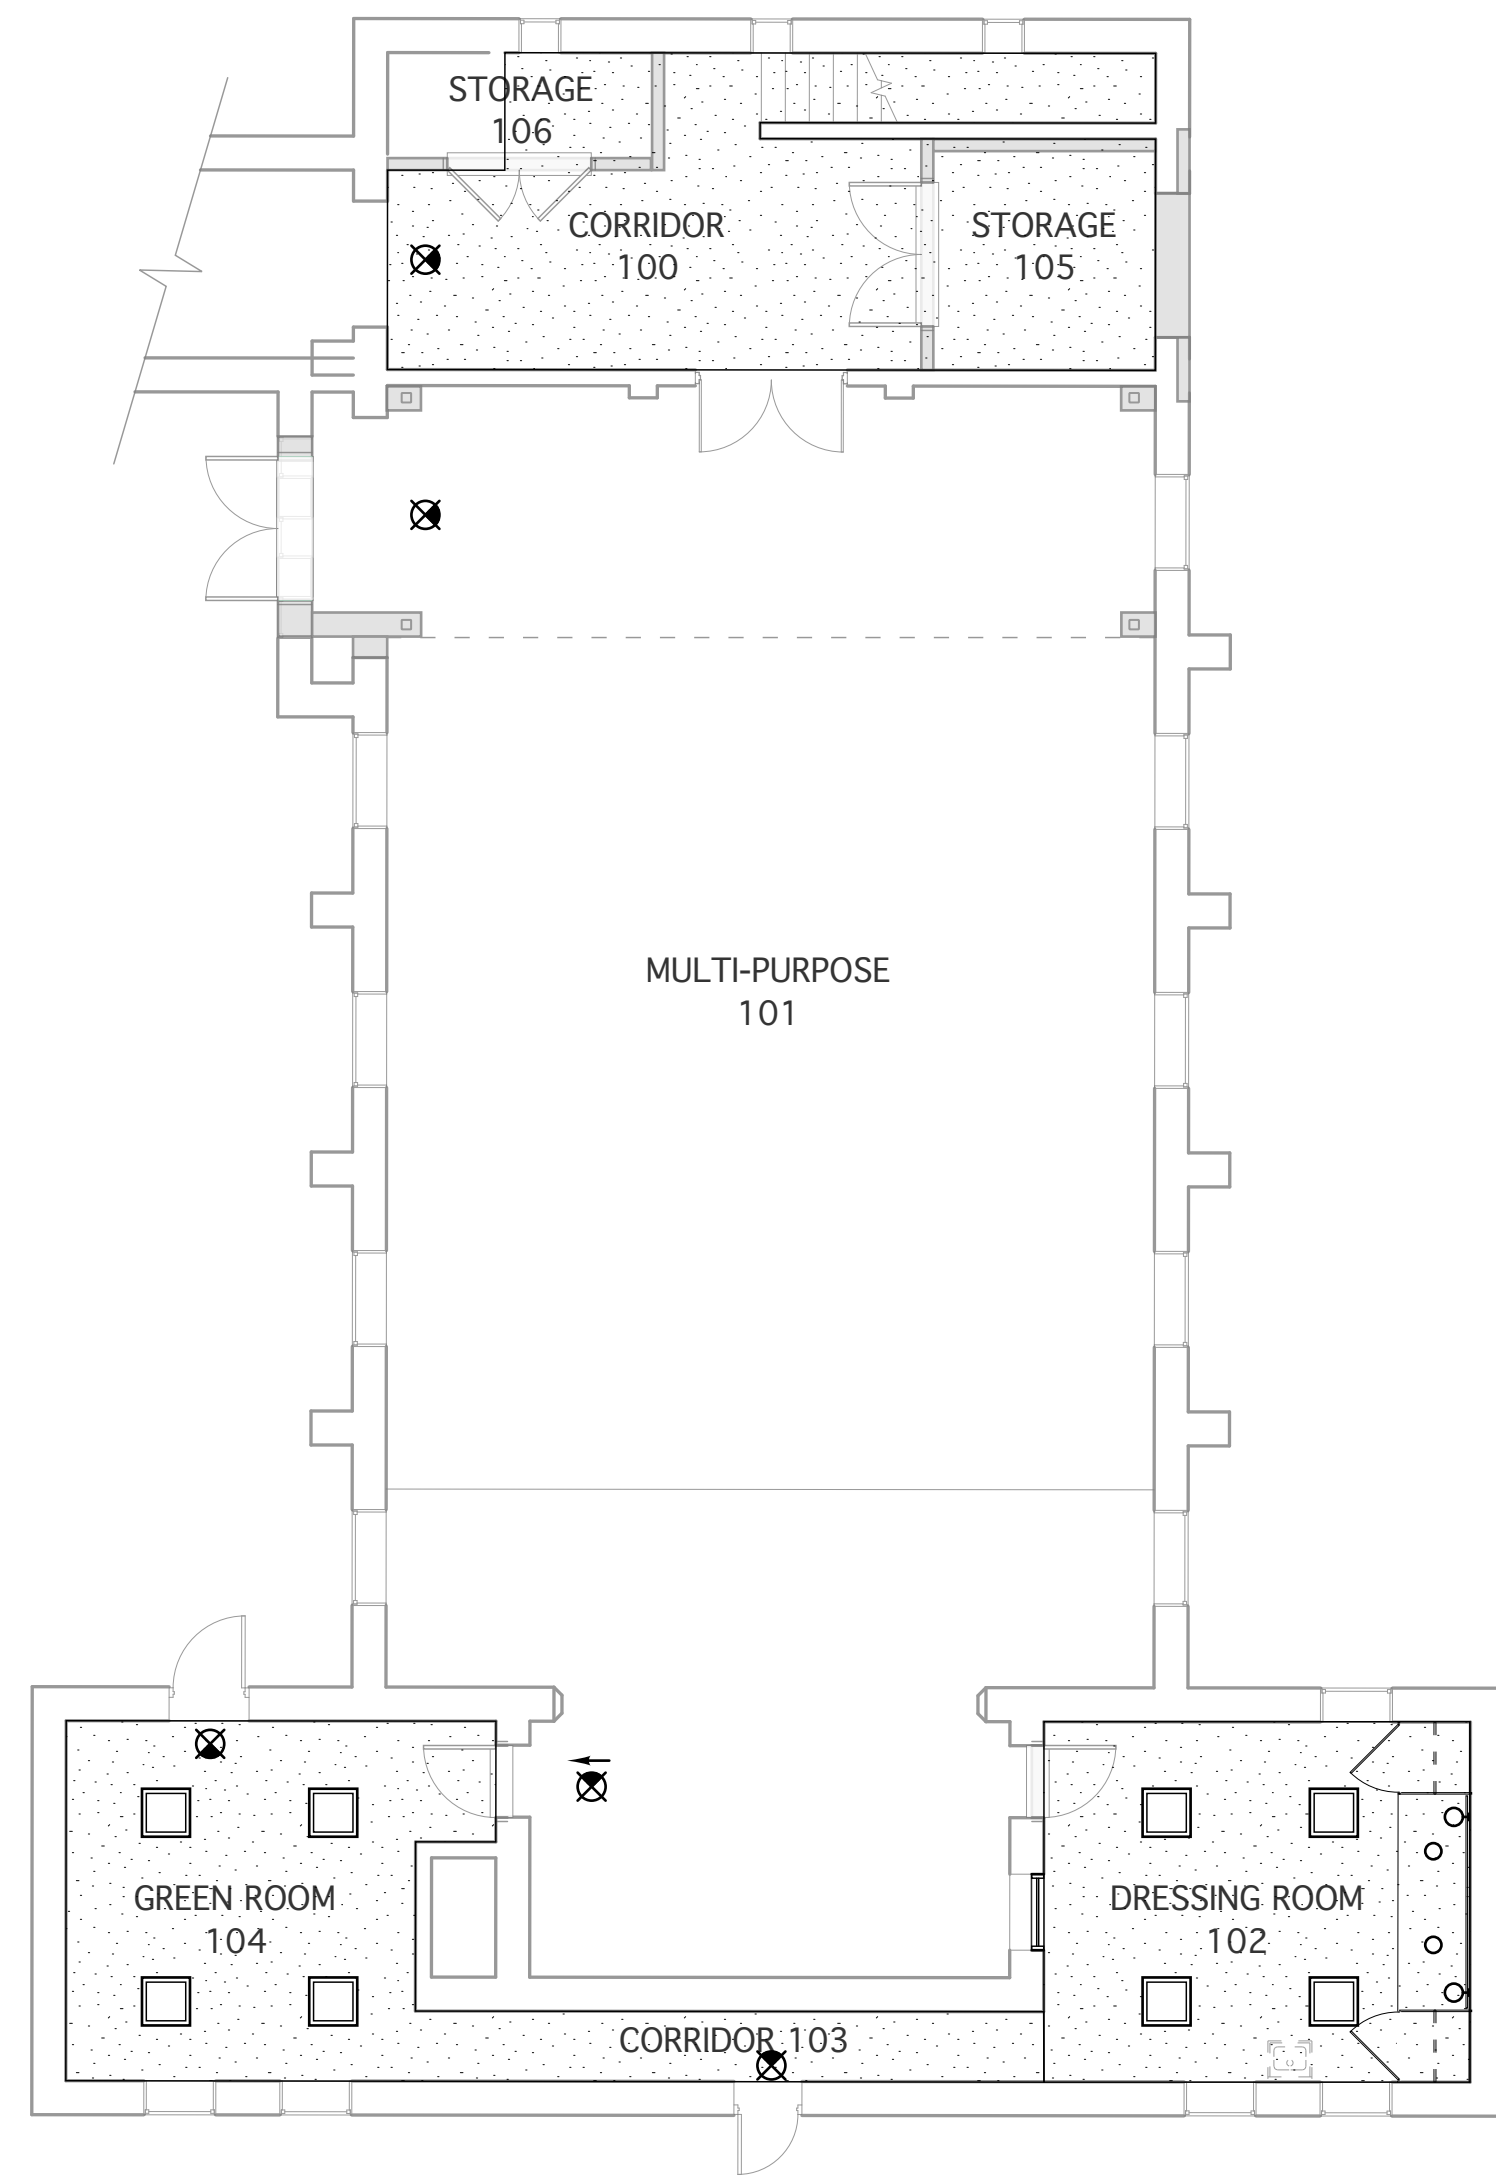 STORAGE
106
CORRIDOR
100
STORAGE
105
MULTI-PURPOSE
101
GREEN ROOM
104
DRESSING ROOM
102
CORRIDOR 103